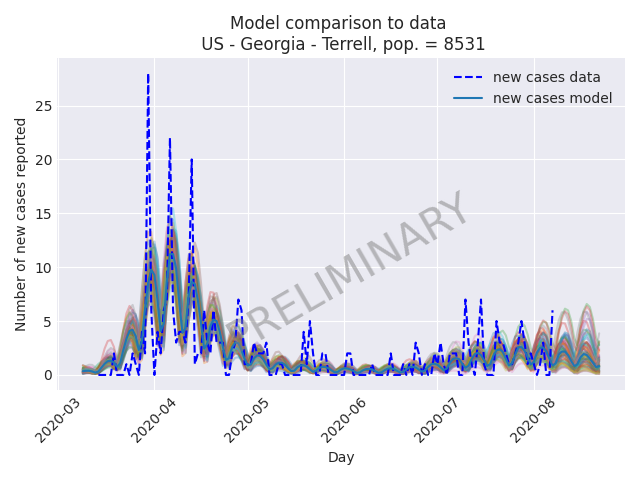 Model comparison to data
US - Georgia - Terrell, pop. = 8531
new cases data
new cases model
Number of new cases reported
25
20
15
10
5
0
PRELIMINARY
2020-03
2020-04
2020-05
2020-06
2020-07
2020-08
Day